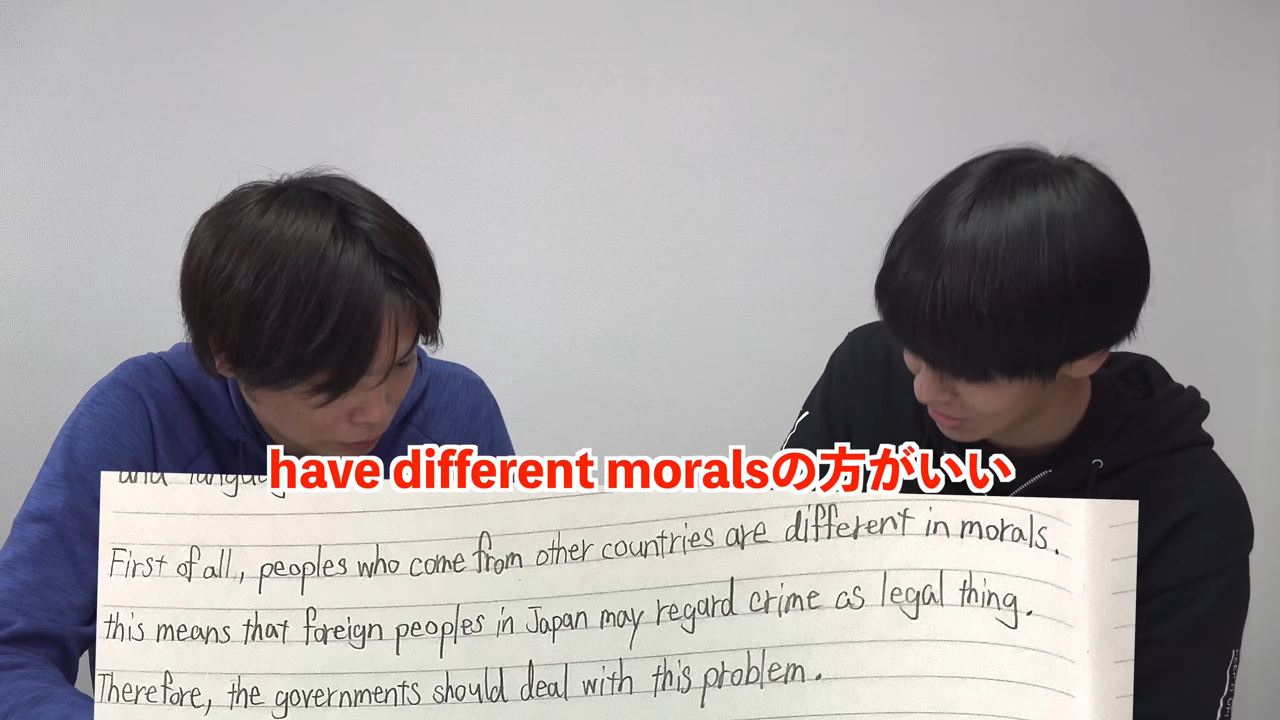 have different moralsの方がいい
and
First of all, peoples who come from other countries are different in morals.
this means that foreign peoples in Japan may regard crime as legal thing.
Therefore, the governments should deal with this problem.